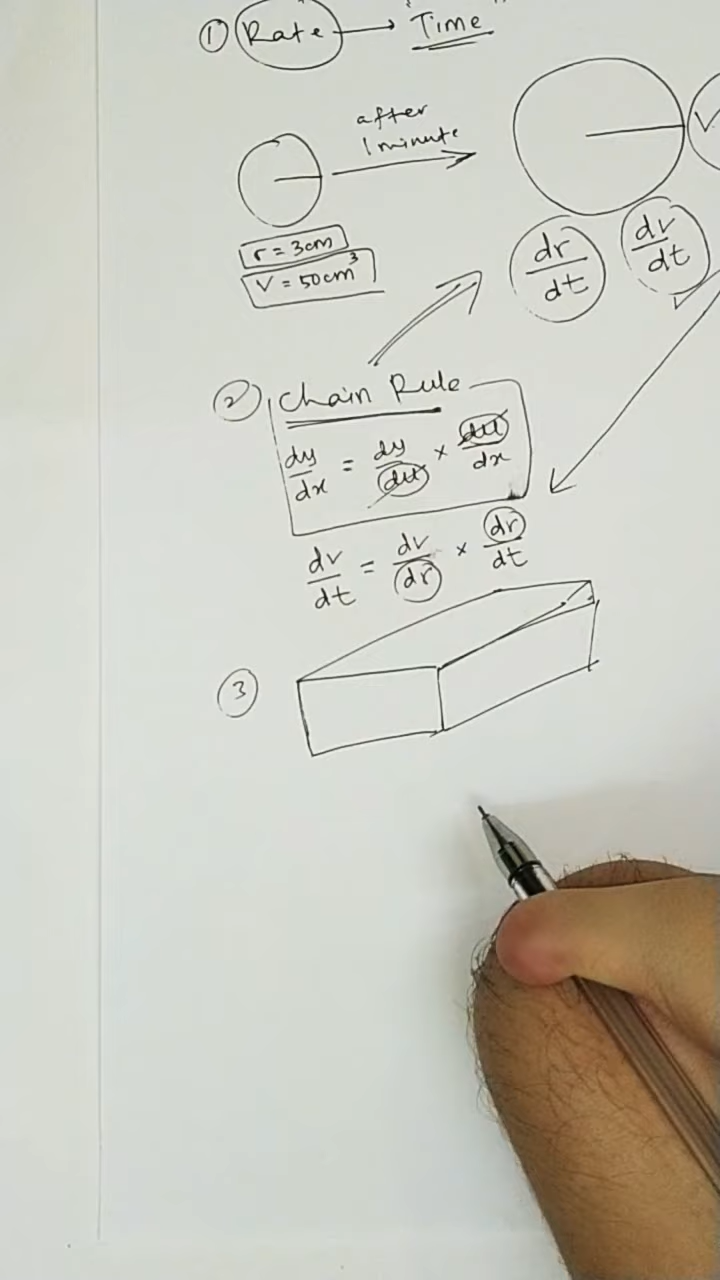 ① Rate → "Time"
after
1 minute
r = 3cm
V = 50cm³
dr/dt dv/dt
② Chain Rule
dy/dx = dy/du × du/dx
dv/dt = dv/dr × dr/dt
③